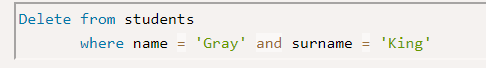 Delete from students
where name = 'Gray' and surname = 'King'